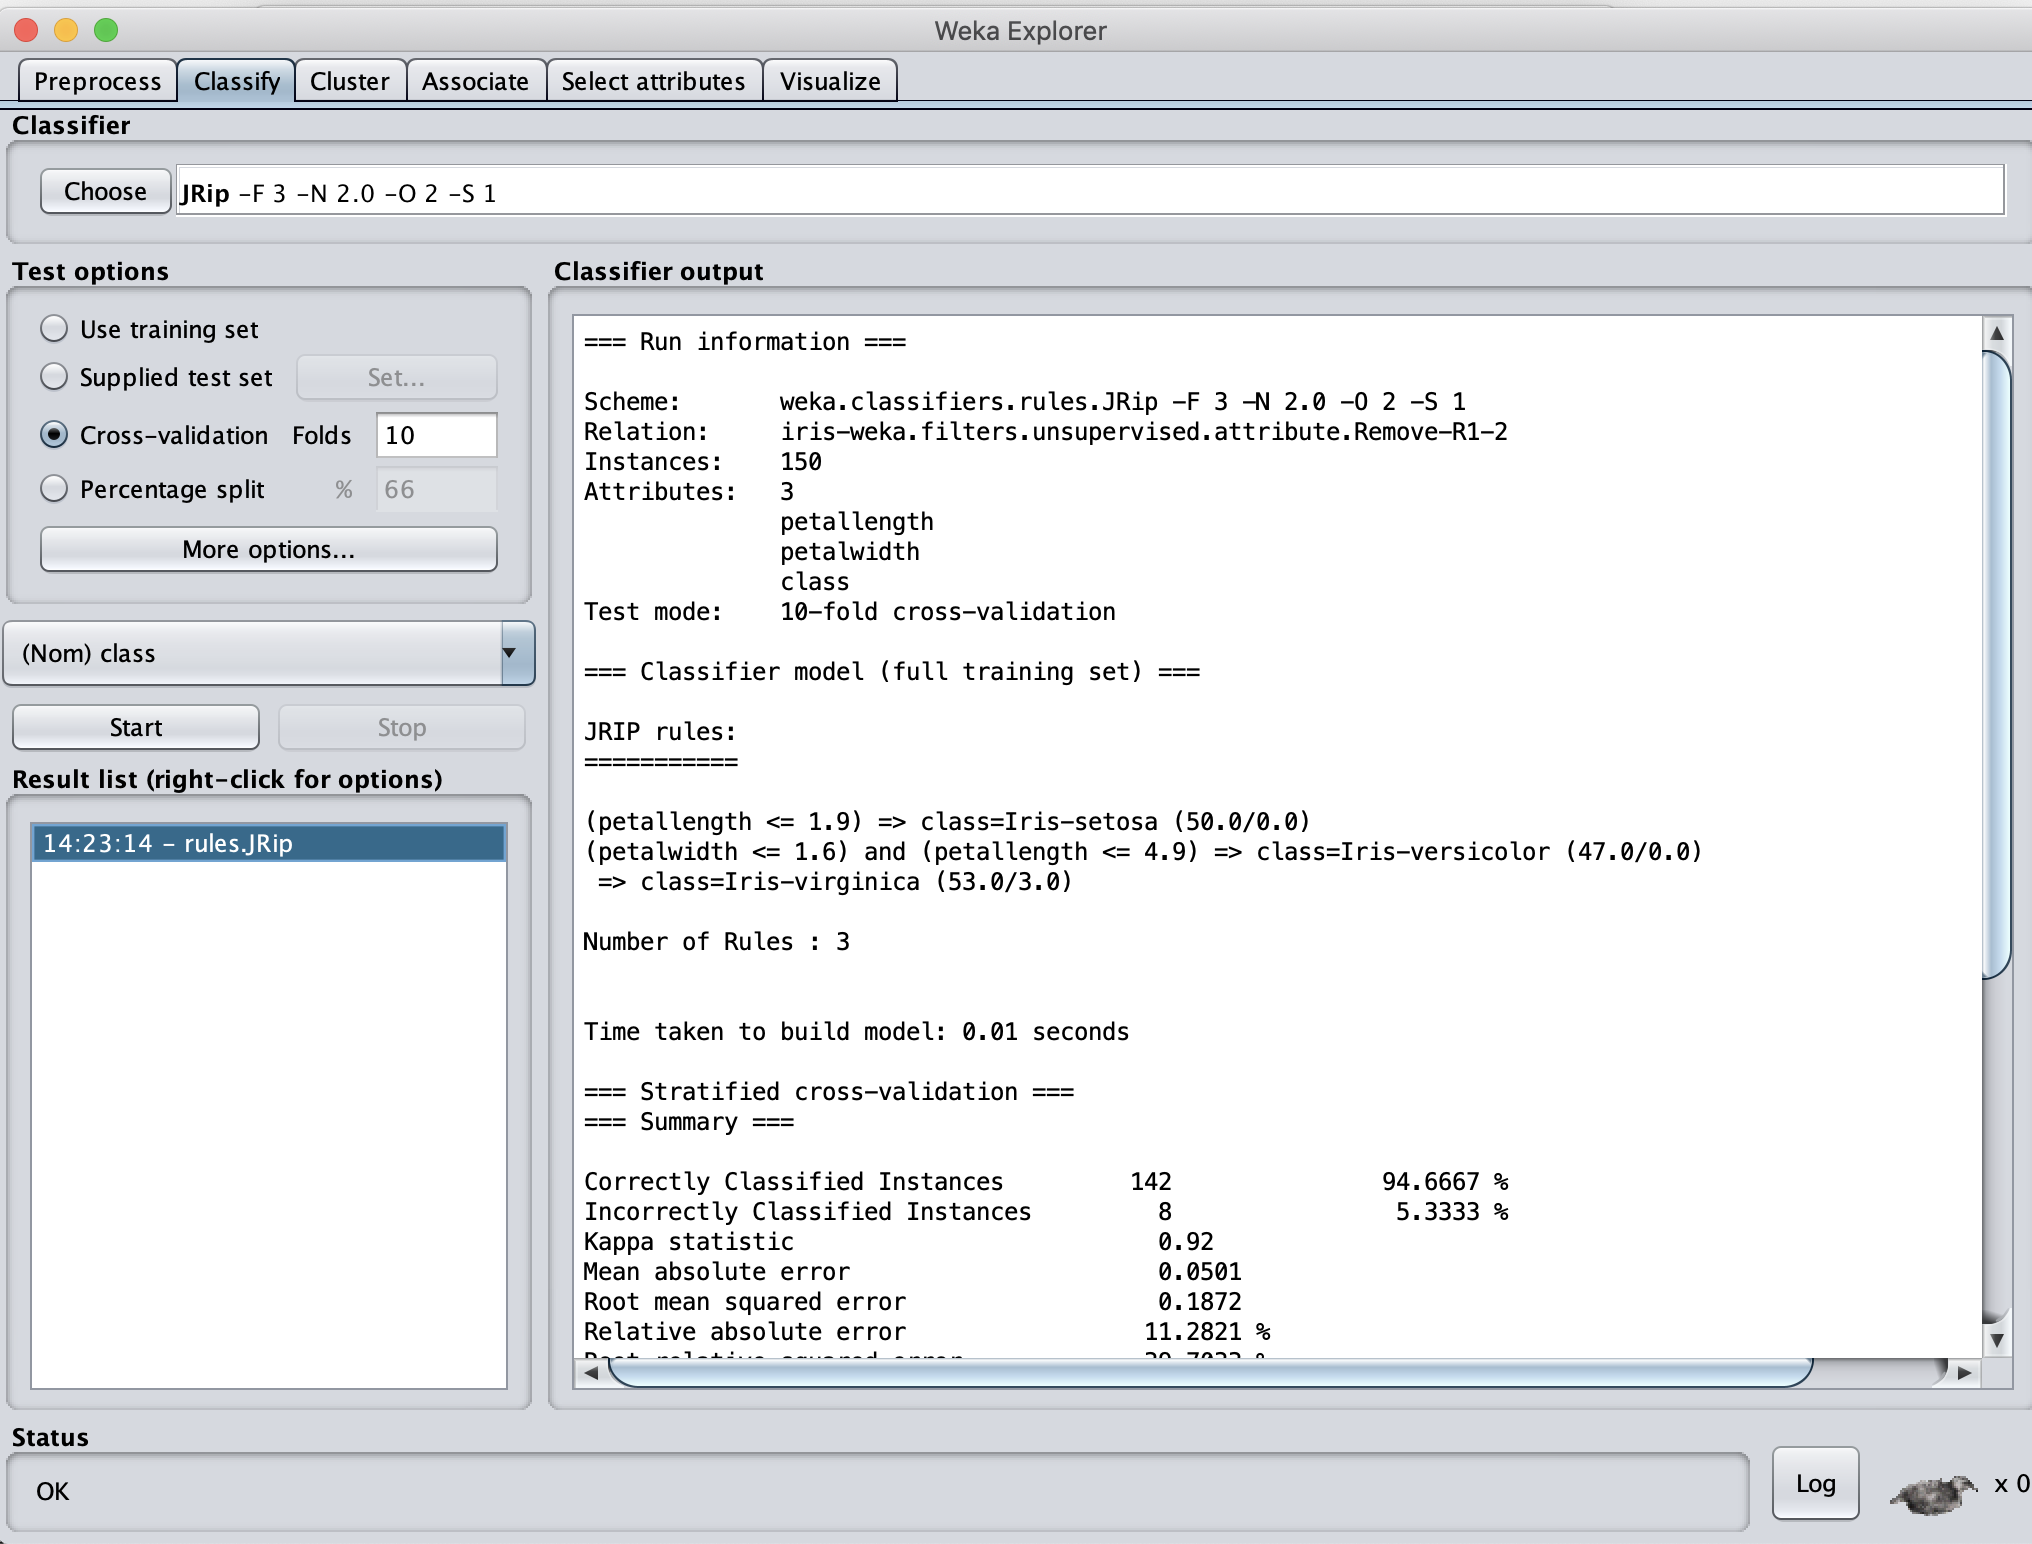 Weka Explorer
Preprocess Classify Cluster Associate Select attributes Visualize
Classifier
Choose JRip -F 3 -N 2.0 -O 2 -S 1
Test options
Use training set
Supplied test set Set...
Cross-validation Folds 10
Percentage split % 66
More options...
(Nom) class
Start Stop
Result list (right-click for options)
14:23:14 - rules.JRip
Classifier output
=== Run information ===
Scheme: weka.classifiers.rules.JRip -F 3 -N 2.0 -O 2 -S 1
Relation: iris-weka.filters.unsupervised.attribute.Remove-R1-2
Instances: 150
Attributes: 3
petallength
petalwidth
class
Test mode: 10-fold cross-validation
=== Classifier model (full training set) ===
JRIP rules:
===========
(petallength <= 1.9) => class=Iris-setosa (50.0/0.0)
(petalwidth <= 1.6) and (petallength <= 4.9) => class=Iris-versicolor (47.0/0.0)
=> class=Iris-virginica (53.0/3.0)
Number of Rules : 3
Time taken to build model: 0.01 seconds
=== Stratified cross-validation ===
=== Summary ===
Correctly Classified Instances 142 94.6667 %
Incorrectly Classified Instances 8 5.3333 %
Kappa statistic 0.92
Mean absolute error 0.0501
Root mean squared error 0.1872
Relative absolute error 11.2821 %
Root relative squared error
Status
OK
Log
x 0